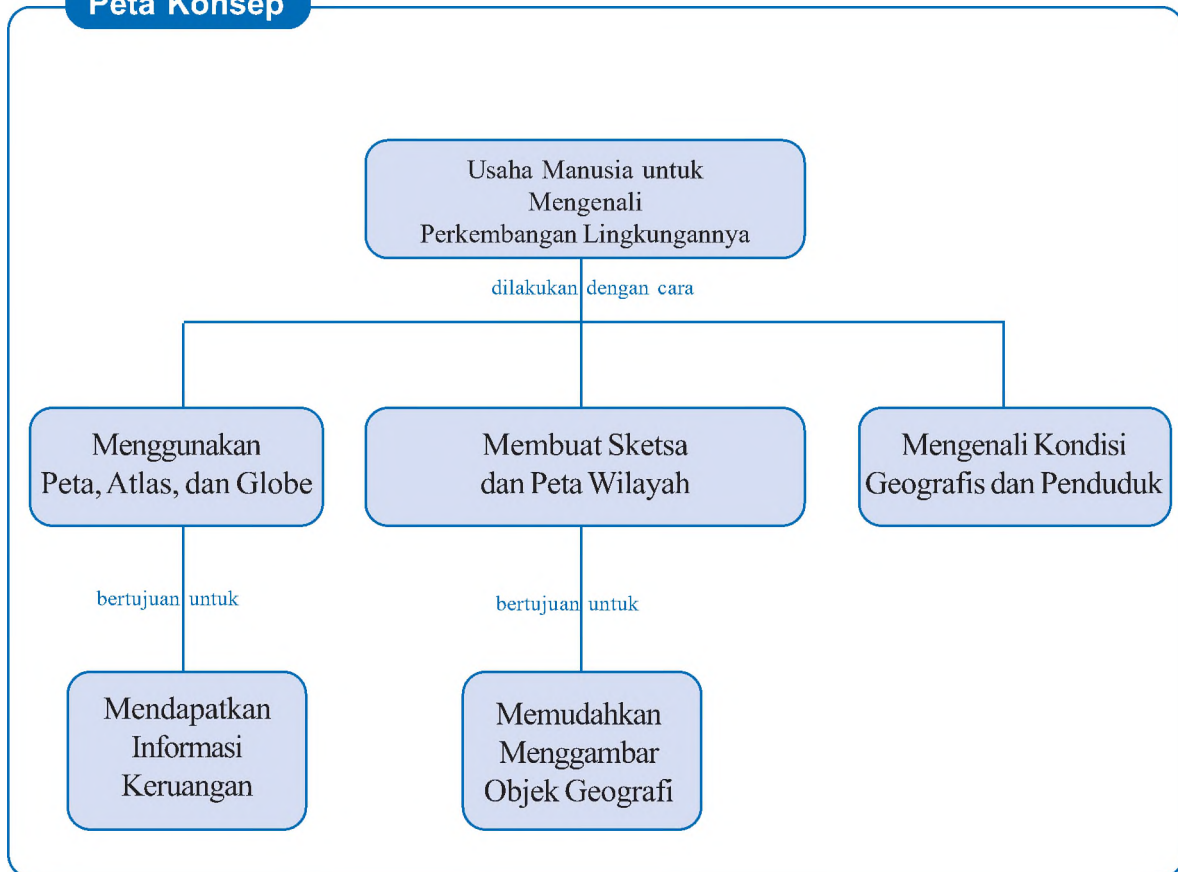 Peta Konsep
Usaha Manusia untuk
Mengenali
Perkembangan Lingkungannya
dilakukan dengan cara
Menggunakan
Peta, Atlas, dan Globe
Membuat Sketsa
dan Peta Wilayah
Mengenali Kondisi
Geografis dan Penduduk
bertujuan untuk
bertujuan untuk
Mendapatkan
Informasi
Keruangan
Memudahkan
Menggambar
Objek Geografi